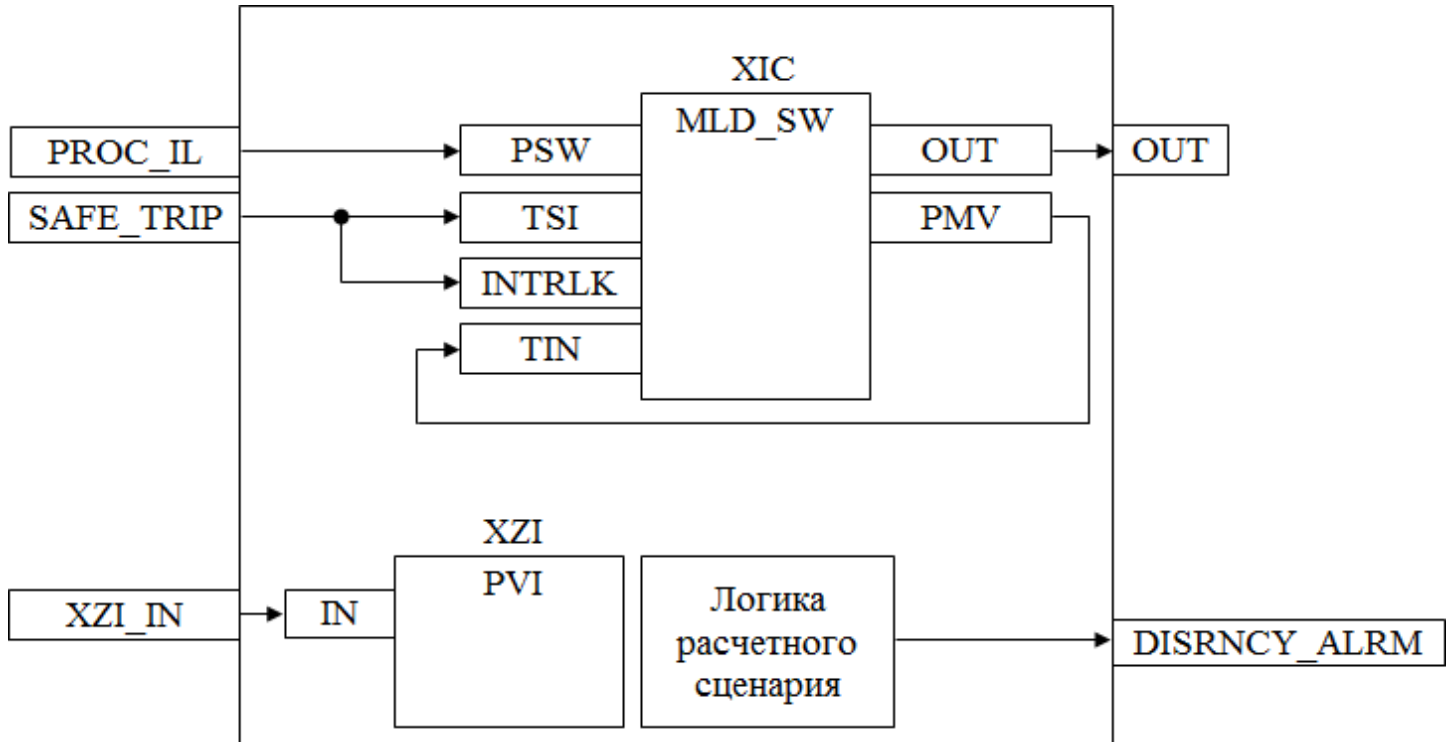 XIC
MLD_SW
PROC_IL
PSW
OUT
OUT
SAFE_TRIP
TSI
PMV
INTRLK
TIN
XZI
PVI
XZI_IN
IN
Логика
расчетного
сценария
DISRNCY_ALRM